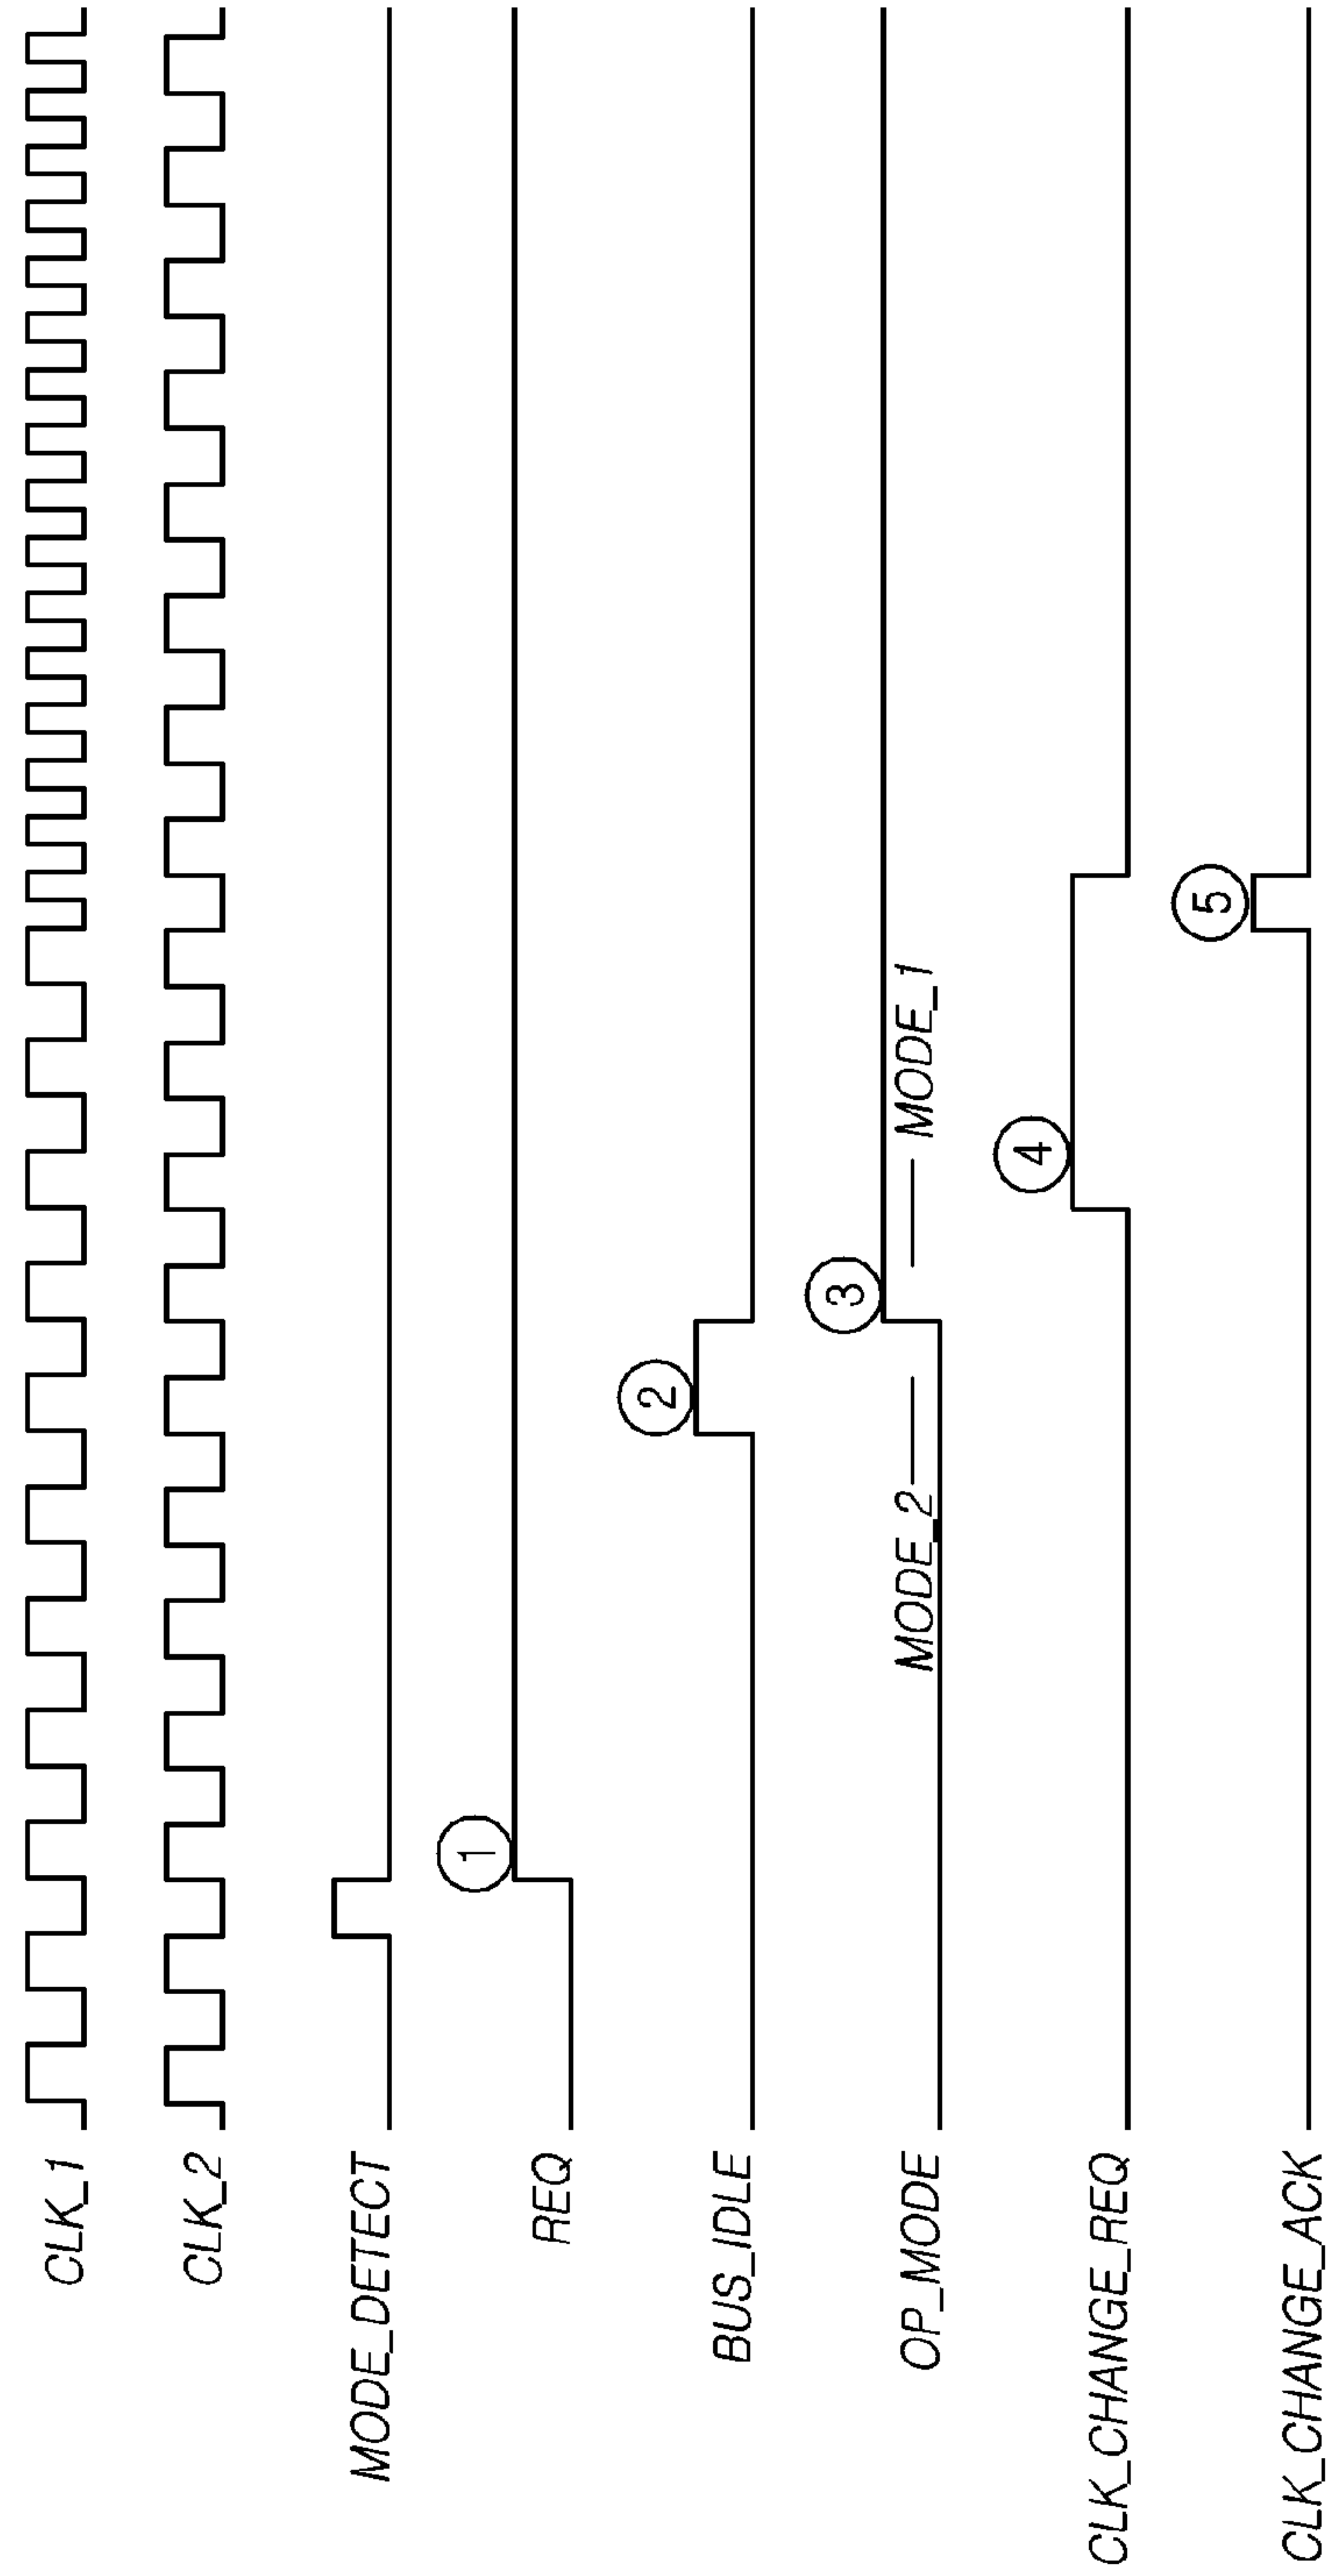 CLK_1
CLK_2
MODE_DETECT
REQ
1
BUS_IDLE
2
OP_MODE
MODE_2
3
MODE_1
CLK_CHANGE_REQ
4
CLK_CHANGE_ACK
5